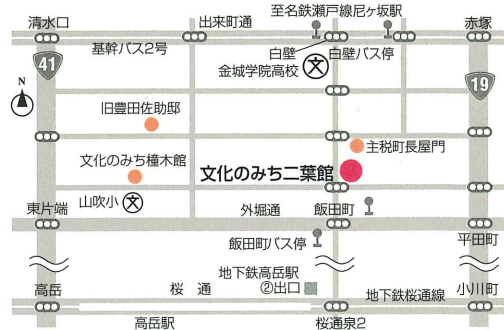 至名鉄瀬戸線尼ヶ坂駅
清水口
出来町通
赤塚
基幹バス2号
白壁
白壁バス停
金城学院高校
文
41
19
N
旧豊田佐助邸
主税町長屋門
文化のみち橦木館
文化のみち二葉館
山吹小
文
東片端
外堀通
飯田町
平田町
飯田町バス停
地下鉄高岳駅
②出口
高岳
桜通
地下鉄桜通線
小川町
高岳駅
桜通泉2